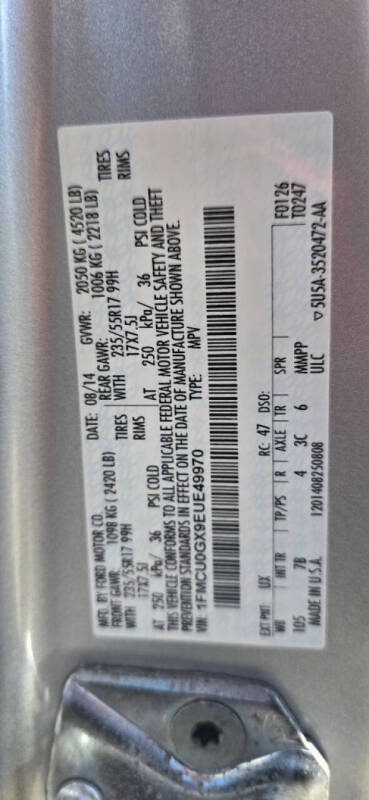 MFD. BY FORD MOTOR CO.
DATE: 08/14 GVWR: 2050 KG ( 4520 LB)
FRONT GAWR: 1098 KG ( 2420 LB) REAR GAWR: 1006 KG ( 2218 LB)
WITH 235/55R17 99H TIRES WITH 235/55R17 99H TIRES
17X7.5J RIMS 17X7.5J RIMS
AT 250 kPa/ 36 PSI COLD AT 250 kPa/ 36 PSI COLD
THIS VEHICLE CONFORMS TO ALL APPLICABLE FEDERAL MOTOR VEHICLE SAFETY AND THEFT
PREVENTION STANDARDS IN EFFECT ON THE DATE OF MANUFACTURE SHOWN ABOVE.
VIN: 1FMCU0GX9EUE49970 TYPE: MPV
F0126
EXT PNT: UX RC: 47 DSO: T0247
WB INT TR TP/PS R AXLE TR SPR
105 7B 4 3C 6 MMPP
MADE IN U.S.A. 1201408250808 ULC ▽5U5A-3520472-AA